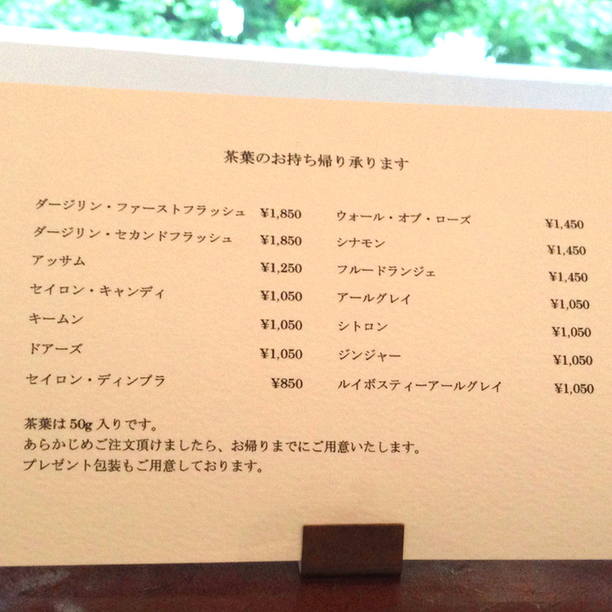 茶葉のお持ち帰り承ります
ダージリン・ファーストフラッシュ ¥1,850
ダージリン・セカンドフラッシュ ¥1,850
アッサム ¥1,250
セイロン・キャンディ ¥1,050
キームン ¥1,050
ドアーズ ¥1,050
セイロン・ディンブラ ¥850
ウォール・オブ・ローズ ¥1,450
シナモン ¥1,450
フルードランジェ ¥1,450
アールグレイ ¥1,050
シトロン ¥1,050
ジンジャー ¥1,050
ルイボスティーアールグレイ ¥1,050
茶葉は 50g 入りです。
あらかじめご注文頂けましたら、お帰りまでにご用意いたします。
プレゼント包装もご用意しております。